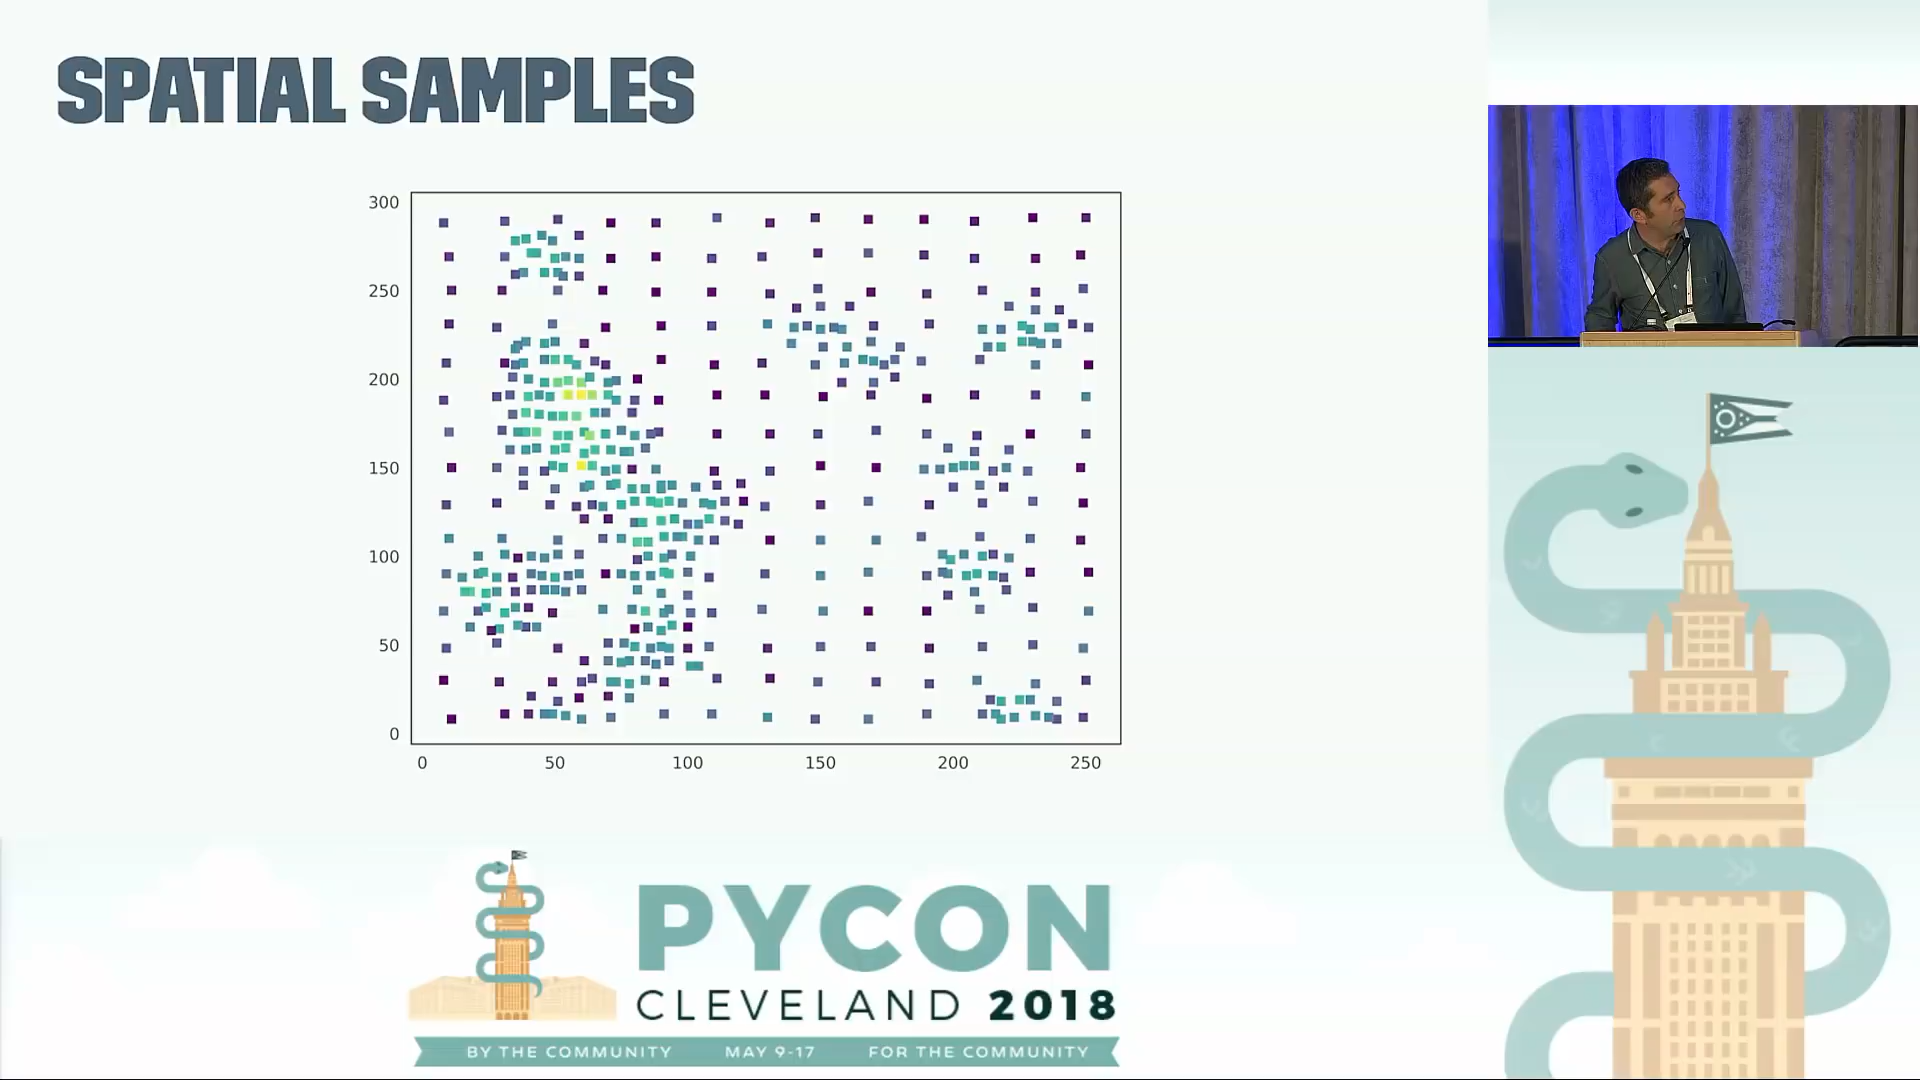 SPATIAL SAMPLES
300
250
200
150
100
50
0
0 50 100 150 200 250
PYCON
CLEVELAND 2018
BY THE COMMUNITY MAY 9-17 FOR THE COMMUNITY